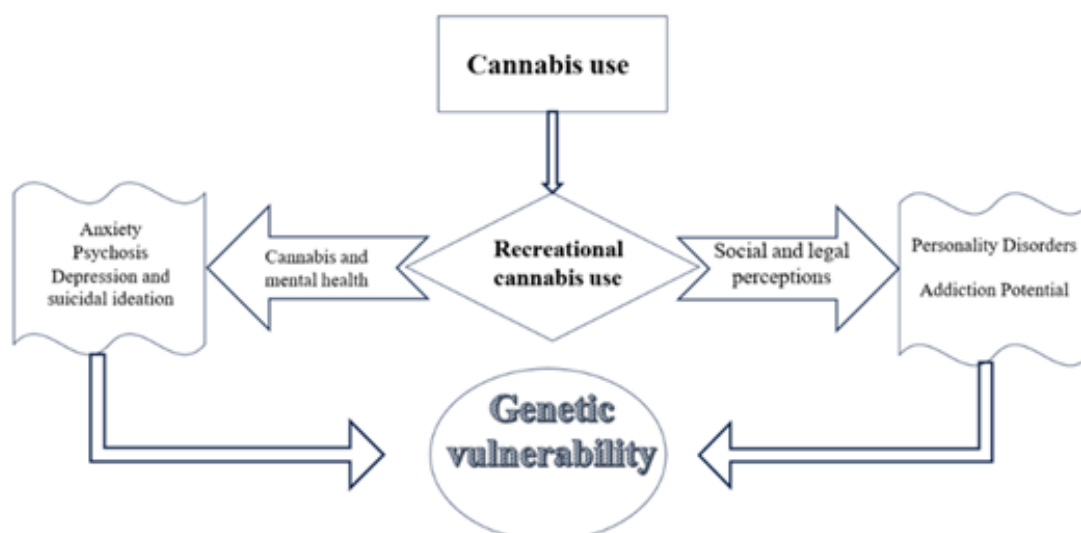 Cannabis use
Anxiety
Psychosis
Depression and
suicidal ideation
Cannabis and
mental health
Recreational
cannabis use
Social and legal
perceptions
Personality Disorders
Addiction Potential
Genetic
vulnerability